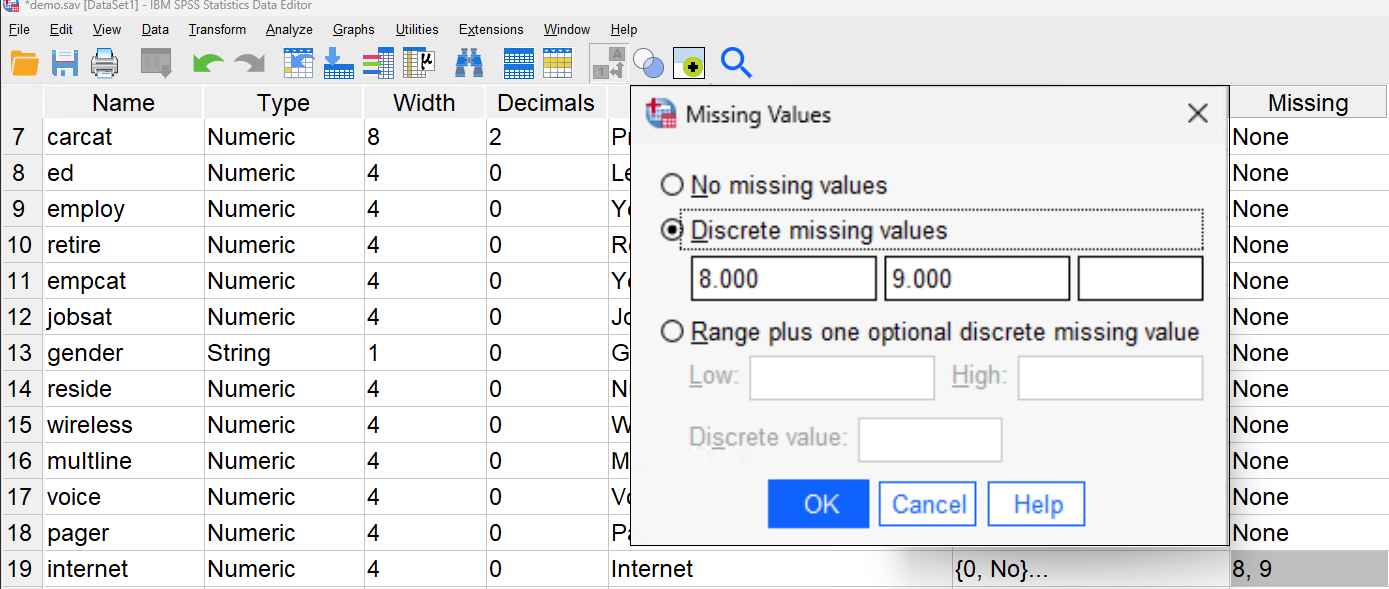 *demo.sav [DataSet1] - IBM SPSS Statistics Data Editor
File Edit View Data Transform Analyze Graphs Utilities Extensions Window Help
Name Type Width Decimals Missing
7 carcat Numeric 8 2 Pr None
8 ed Numeric 4 0 Le None
9 employ Numeric 4 0 Ye None
10 retire Numeric 4 0 Re None
11 empcat Numeric 4 0 Ye None
12 jobsat Numeric 4 0 Jo None
13 gender String 1 0 G None
14 reside Numeric 4 0 N None
15 wireless Numeric 4 0 W None
16 multline Numeric 4 0 M None
17 voice Numeric 4 0 Vo None
18 pager Numeric 4 0 Pa None
19 internet Numeric 4 0 Internet {0, No}... 8, 9
Missing Values
No missing values
Discrete missing values
8.000 9.000
Range plus one optional discrete missing value
Low: High:
Discrete value:
OK Cancel Help